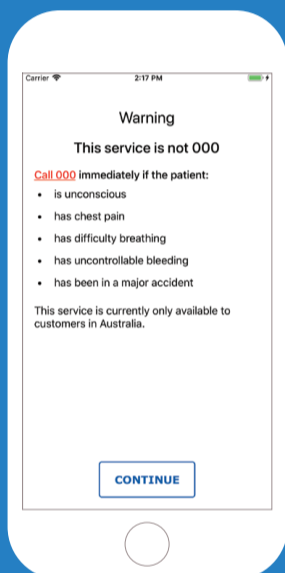 Carrier 2:17 PM
Warning
This service is not 000
Call 000 immediately if the patient:
• is unconscious
• has chest pain
• has difficulty breathing
• has uncontrollable bleeding
• has been in a major accident
This service is currently only available to
customers in Australia.
CONTINUE